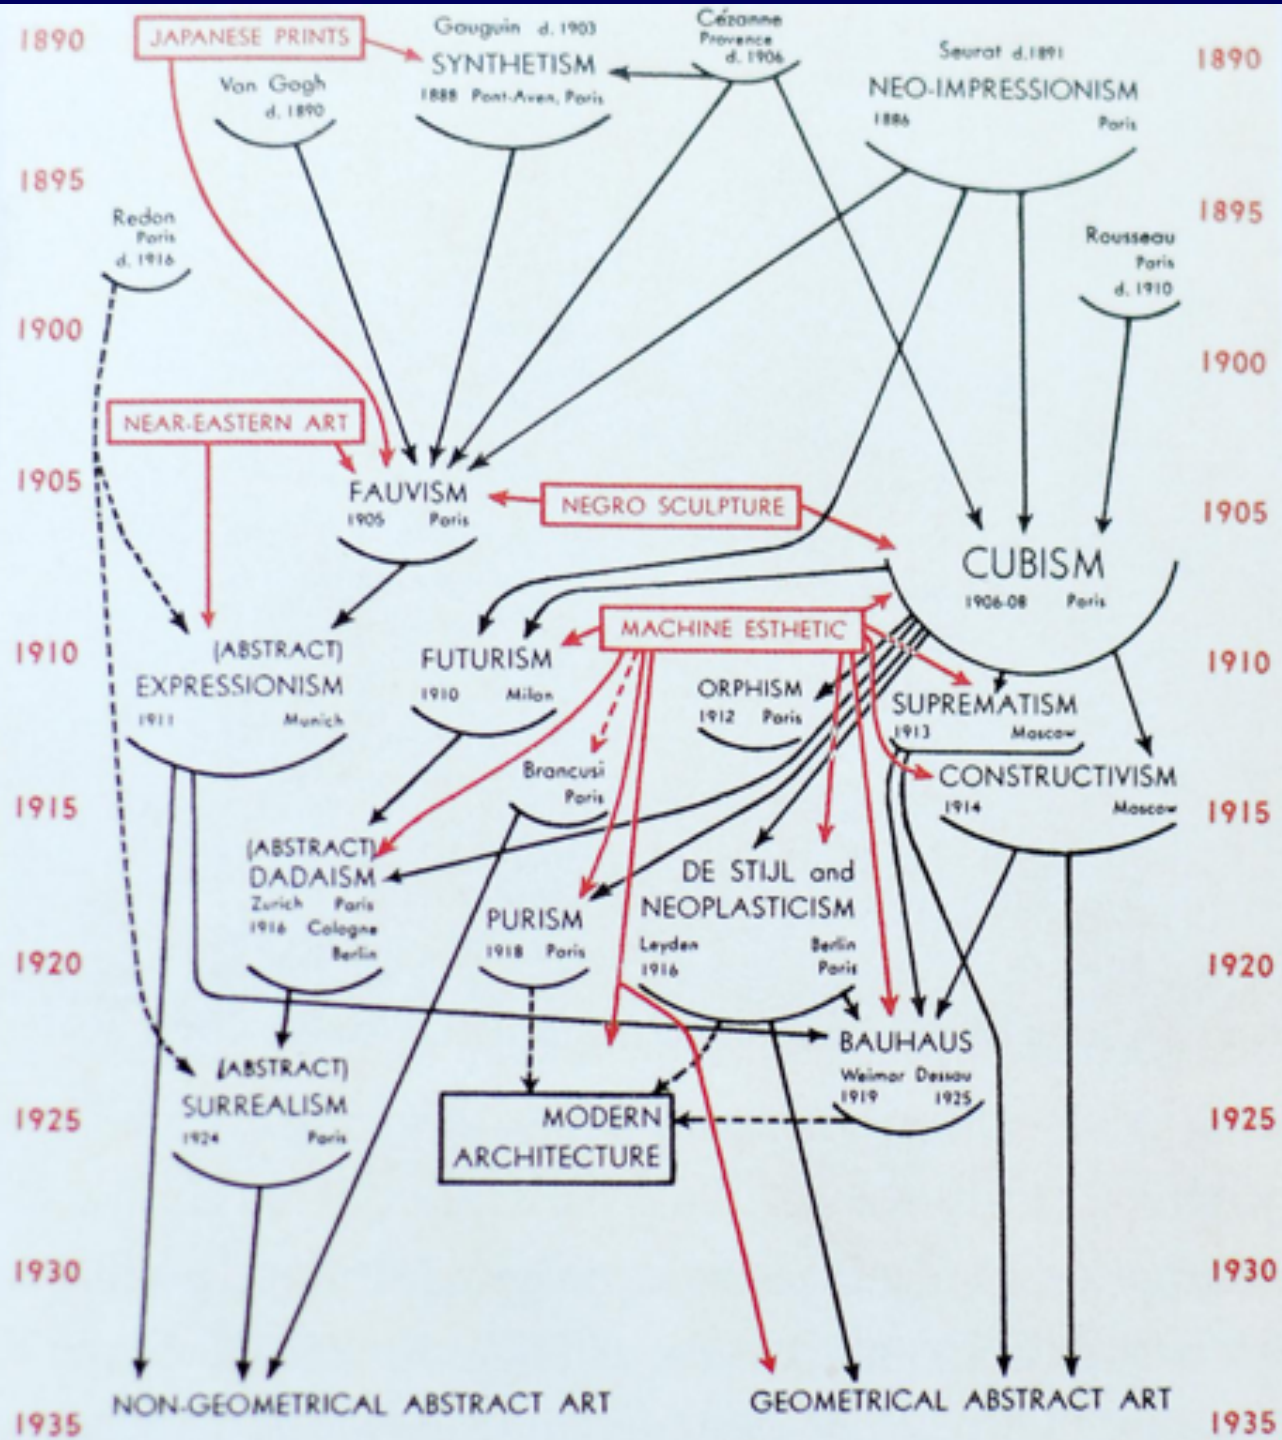 1890
JAPANESE PRINTS
Gauguin d. 1903
SYNTHETISM
1888 Pont-Aven, Paris
Cézanne
Provence
d. 1906
Seurat d.1891
NEO-IMPRESSIONISM
1886 Paris
1890
Van Gogh
d. 1890
1895
1895
Redon
Paris
d. 1916
Rousseau
Paris
d. 1910
1900
1900
NEAR-EASTERN ART
1905
FAUVISM
1905 Paris
NEGRO SCULPTURE
1905
CUBISM
1906-08 Paris
1910
(ABSTRACT)
EXPRESSIONISM
1911 Munich
FUTURISM
1910 Milan
MACHINE ESTHETIC
1910
ORPHISM
1912 Paris
SUPREMATISM
1913 Moscow
Brancusi
Paris
CONSTRUCTIVISM
1914 Moscow
1915
1915
(ABSTRACT)
DADAISM
Zurich Paris
1916 Cologne
Berlin
PURISM
1918 Paris
DE STIJL and
NEOPLASTICISM
Leyden Berlin
1916 Paris
1920
1920
BAUHAUS
Weimar Dessau
1919 1925
(ABSTRACT)
SURREALISM
1924 Paris
MODERN
ARCHITECTURE
1925
1925
1930
1930
NON-GEOMETRICAL ABSTRACT ART
GEOMETRICAL ABSTRACT ART
1935
1935